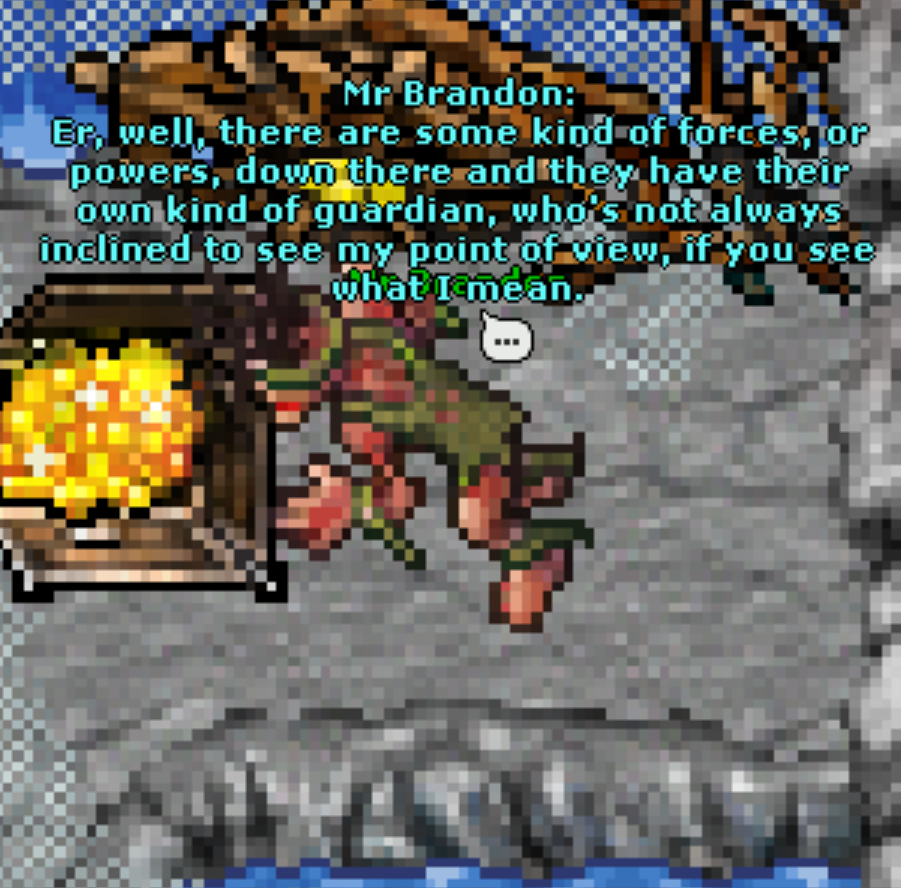 Mr Brandon:
Er, well, there are some kind of forces, or
powers, down there and they have their
own kind of guardian, who's not always
inclined to see my point of view, if you see
what I mean.
...